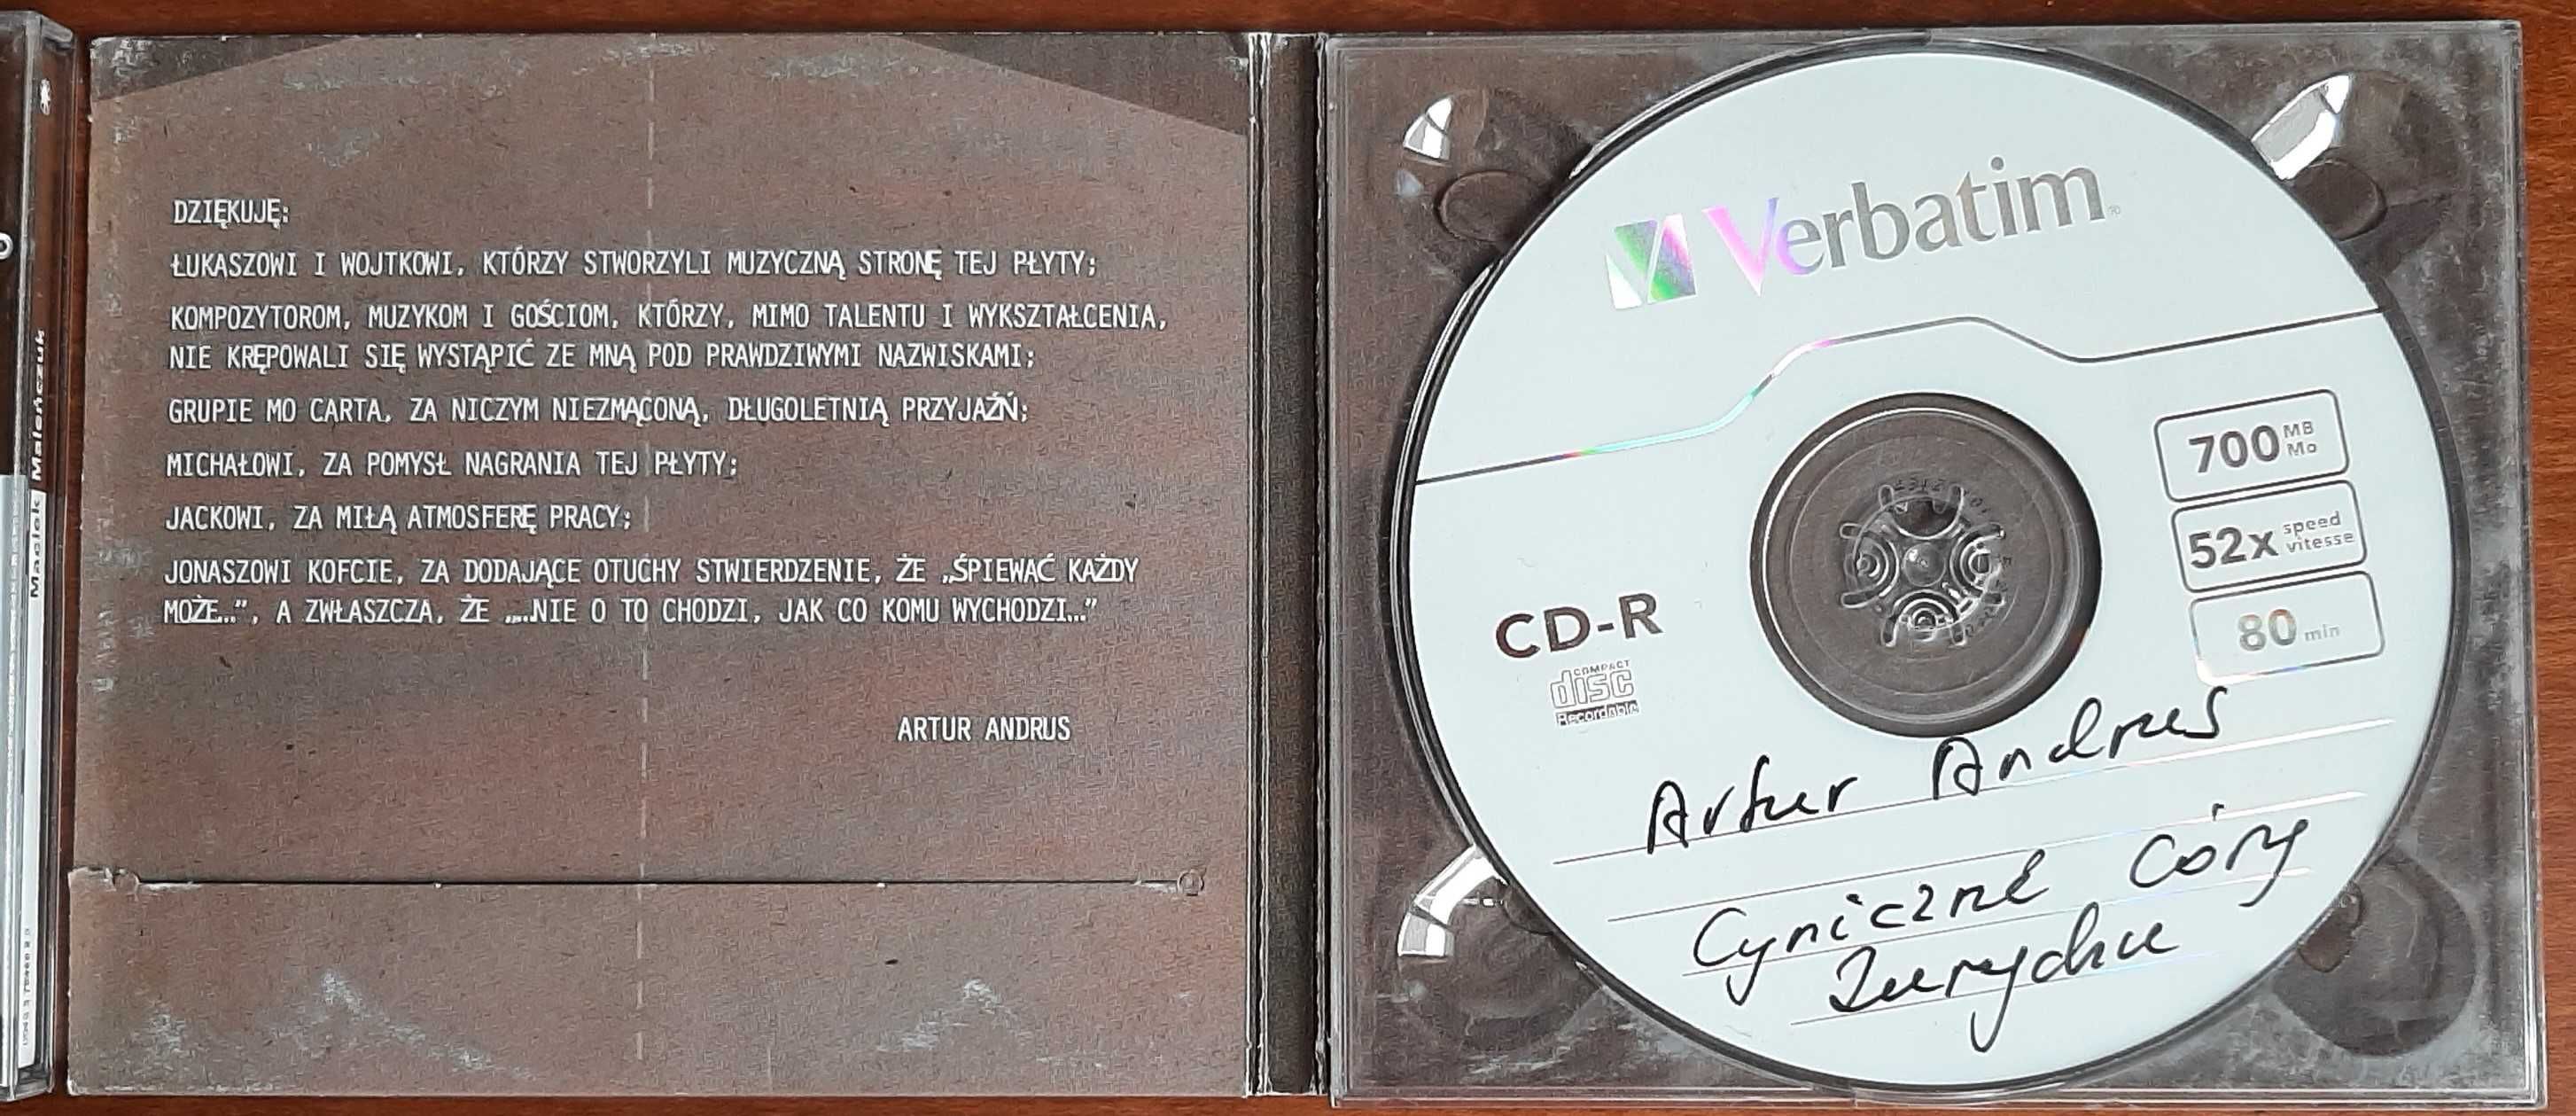 Maciek Maleńczuk
DZIĘKUJĘ:
ŁUKASZOWI I WOJTKOWI, KTÓRZY STWORZYLI MUZYCZNĄ STRONĘ TEJ PŁYTY;
KOMPOZYTOROM, MUZYKOM I GOŚCIOM, KTÓRZY, MIMO TALENTU I WYKSZTAŁCENIA,
NIE KRĘPOWALI SIĘ WYSTĄPIĆ ZE MNĄ POD PRAWDZIWYMI NAZWISKAMI;
GRUPIE MO CARTA, ZA NICZYM NIEZMĄCONĄ, DŁUGOLETNIĄ PRZYJAŹŃ;
MICHAŁOWI, ZA POMYSŁ NAGRANIA TEJ PŁYTY;
JACKOWI, ZA MIŁĄ ATMOSFERĘ PRACY;
JONASZOWI KOFCIE, ZA DODAJĄCE OTUCHY STWIERDZENIE, ŻE „ŚPIEWAĆ KAŻDY
MOŻE...”, A ZWŁASZCZA, ŻE „...NIE O TO CHODZI, JAK CO KOMU WYCHODZI...”
ARTUR ANDRUS
Verbatim
700 MB
Mo
52x speed
vitesse
80 min
CD-R
COMPACT
disc
Recordable
Artur Andrus
Cyniczne Córy
Zurychu